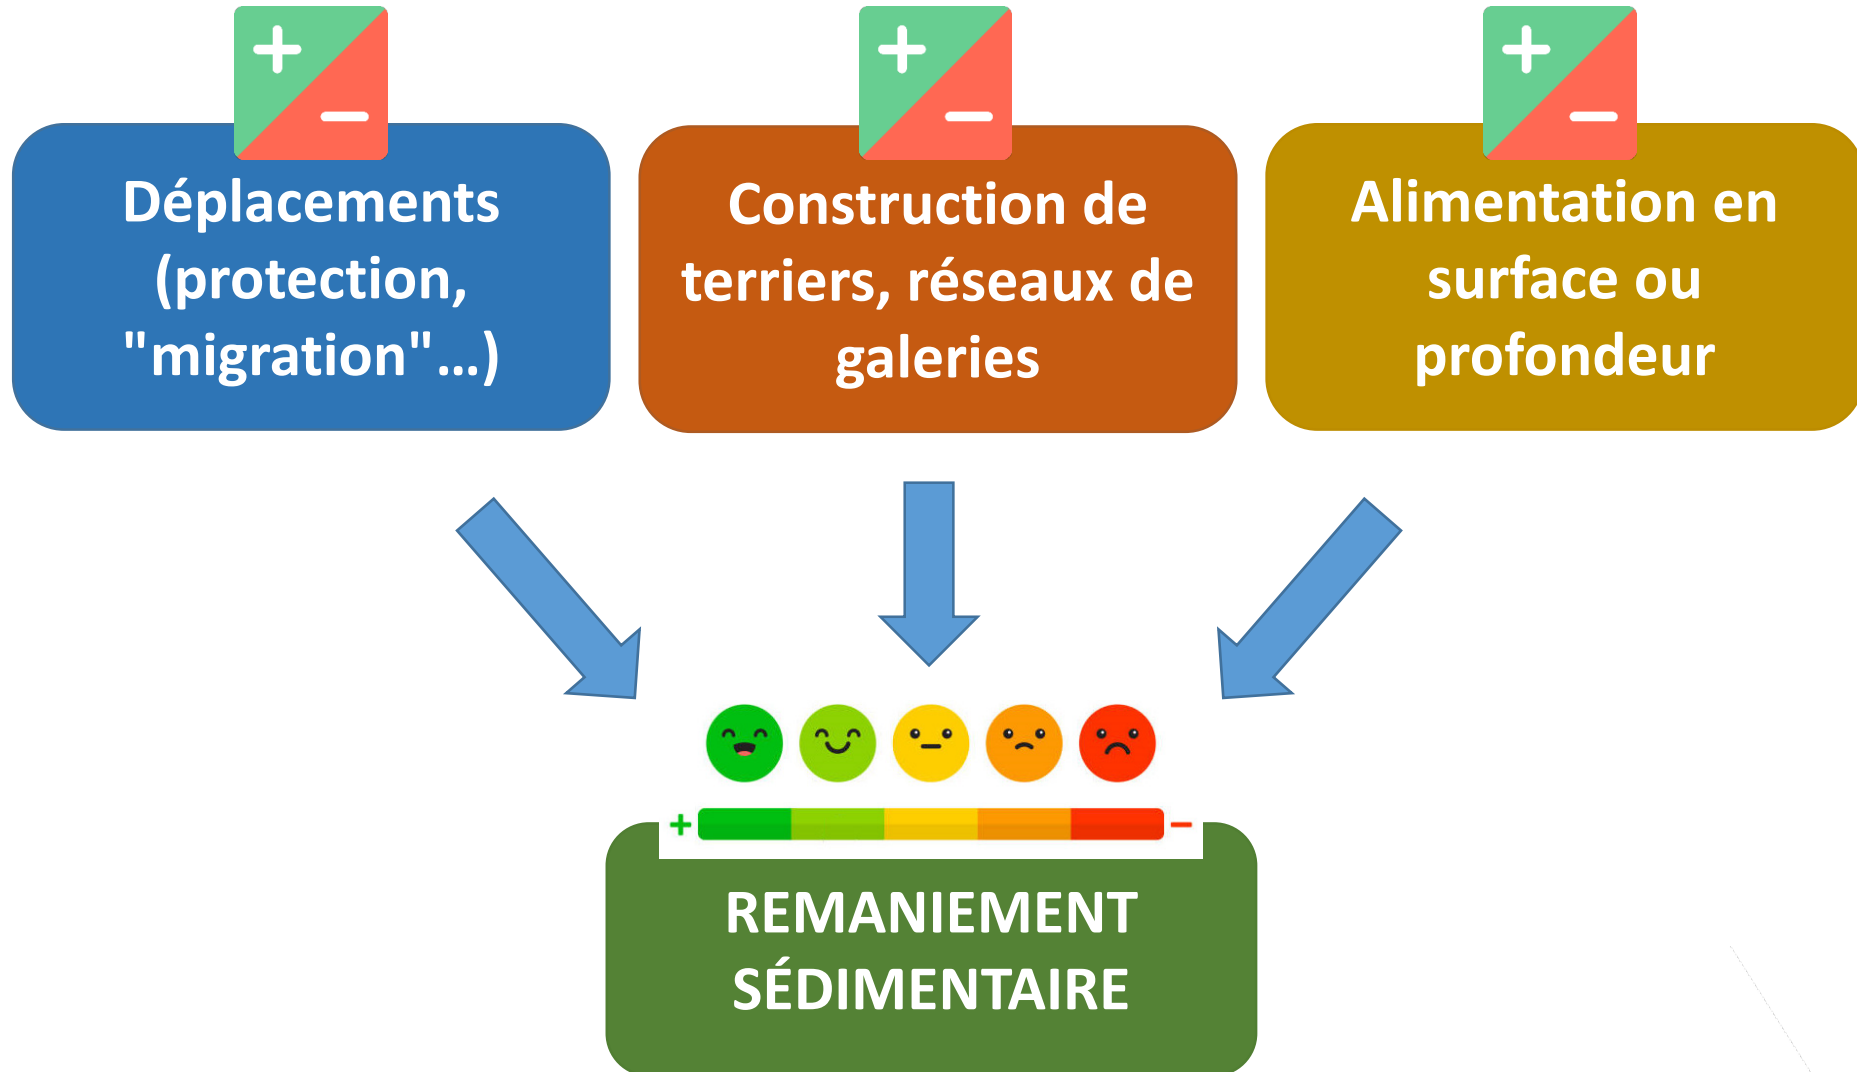 Déplacements
(protection,
"migration"...)
Construction de
terriers, réseaux de
galeries
Alimentation en
surface ou
profondeur
REMANIEMENT
SÉDIMENTAIRE